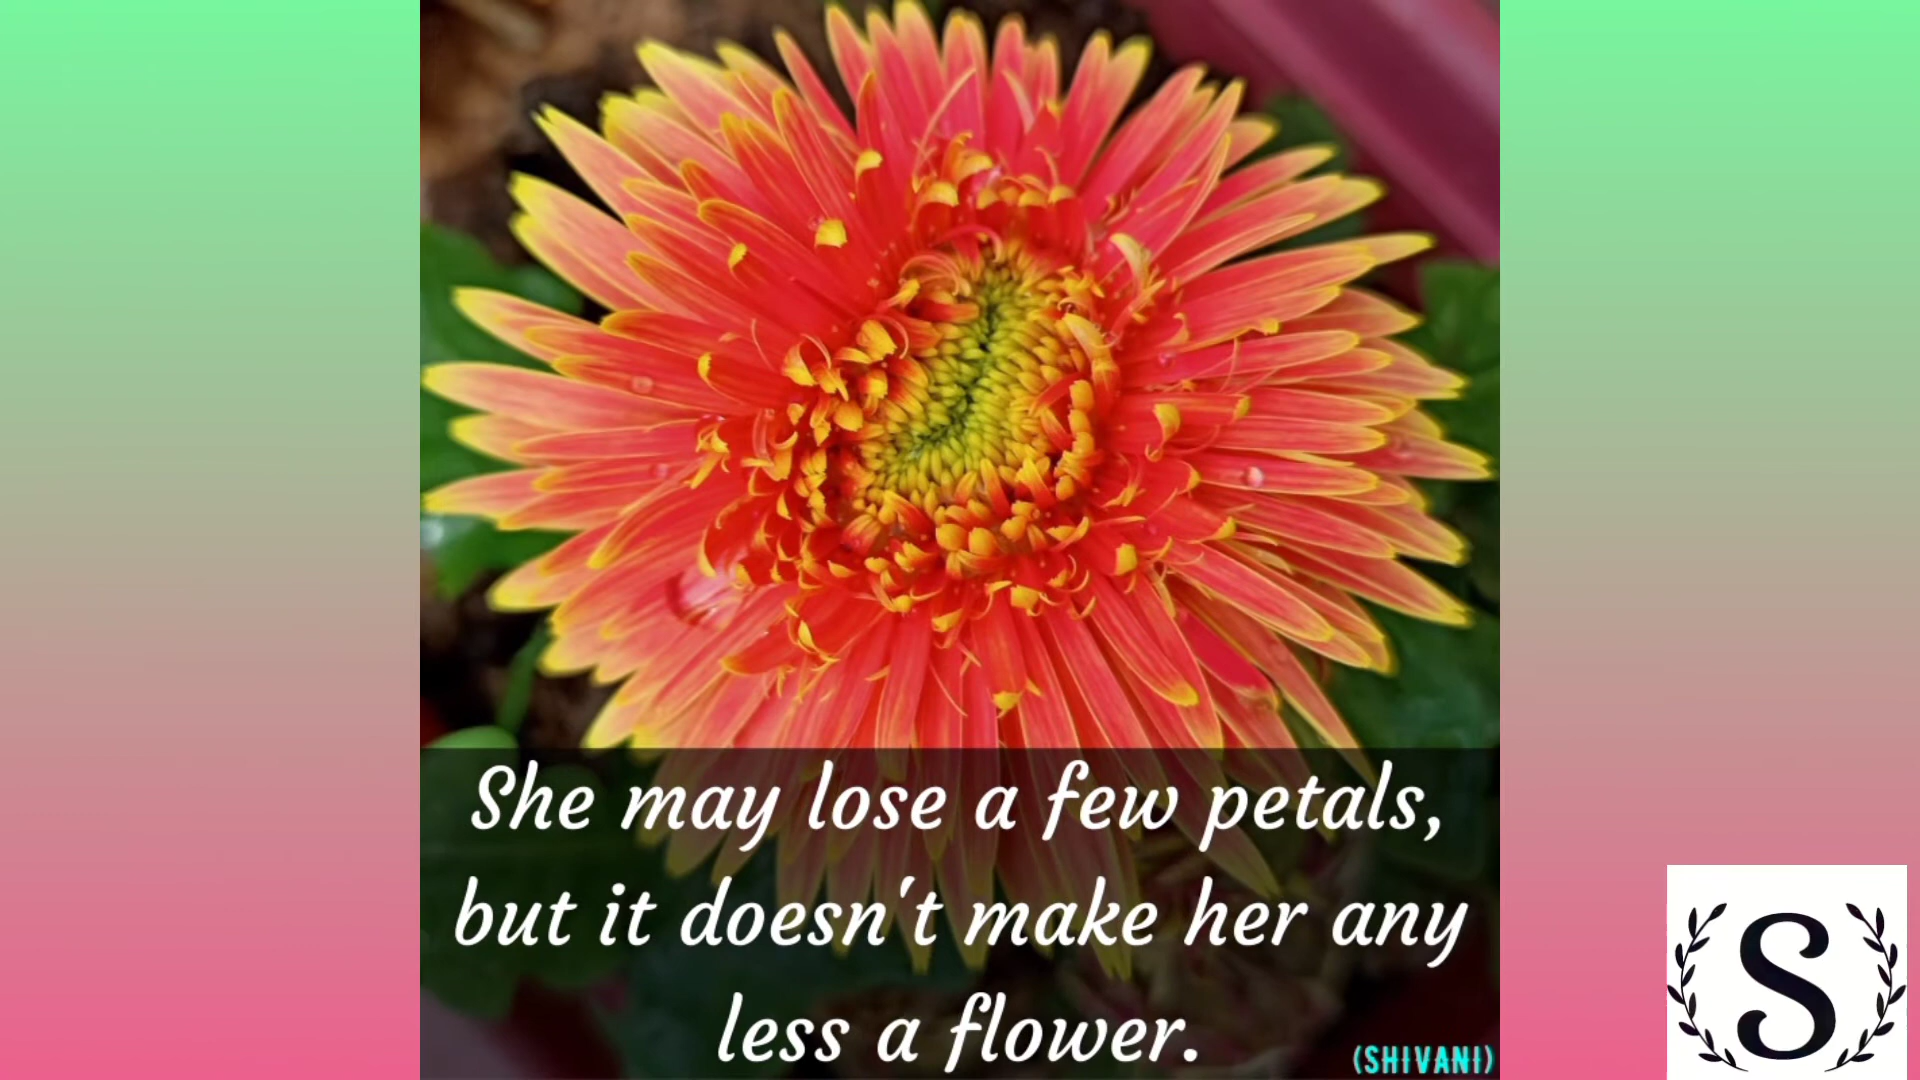 She may lose a few petals,
but it doesn't make her any
less a flower.
(SHIVANI)
S